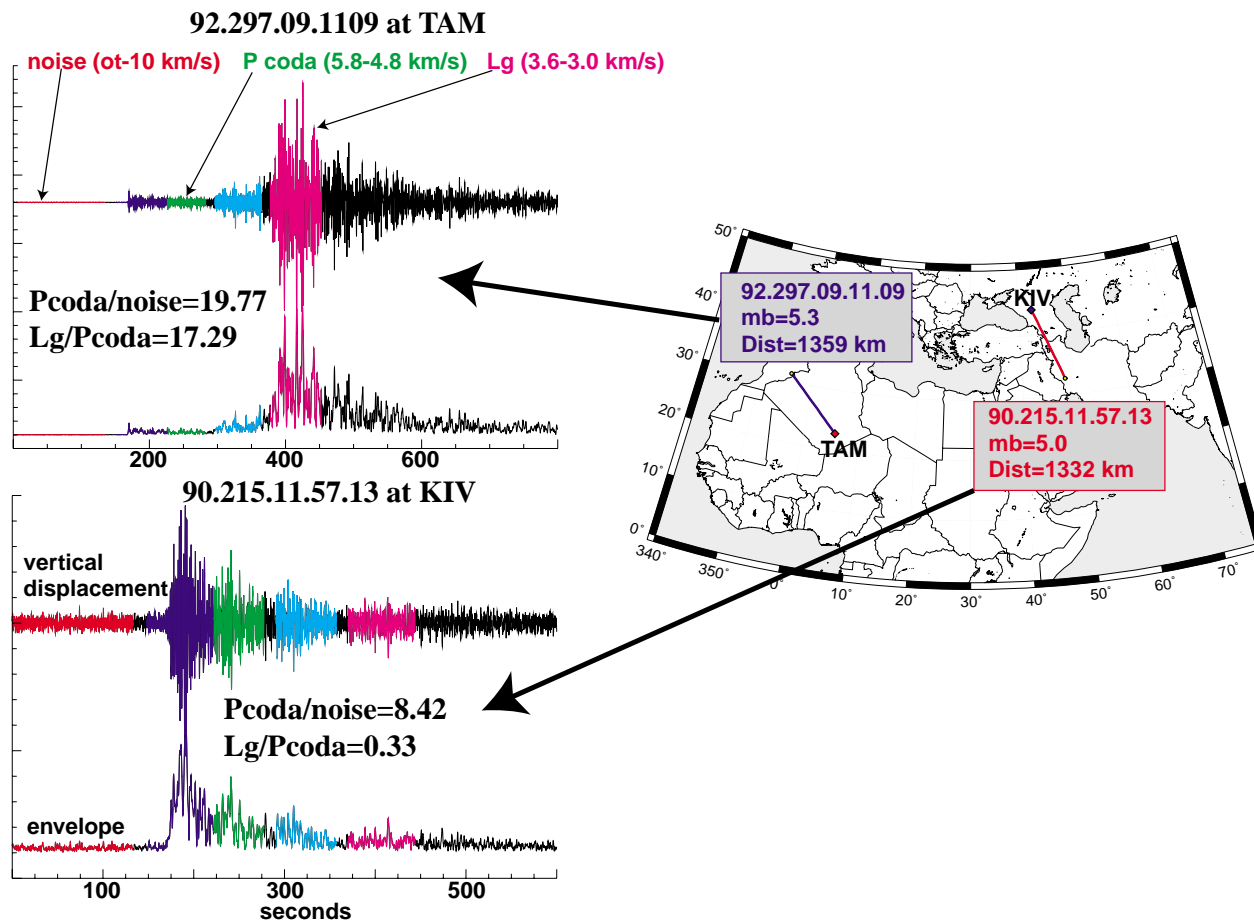 92.297.09.1109 at TAM
noise (ot-10 km/s) P coda (5.8-4.8 km/s) Lg (3.6-3.0 km/s)
Pcoda/noise=19.77
Lg/Pcoda=17.29
200 400 600
90.215.11.57.13 at KIV
vertical
displacement
Pcoda/noise=8.42
Lg/Pcoda=0.33
envelope
100 300 500
seconds
50˚
40˚
30˚
20˚
10˚
0˚
340˚ 350˚ 0˚ 10˚ 20˚ 30˚ 40˚ 50˚ 60˚ 70˚
92.297.09.11.09
mb=5.3
Dist=1359 km
KIV
TAM
90.215.11.57.13
mb=5.0
Dist=1332 km